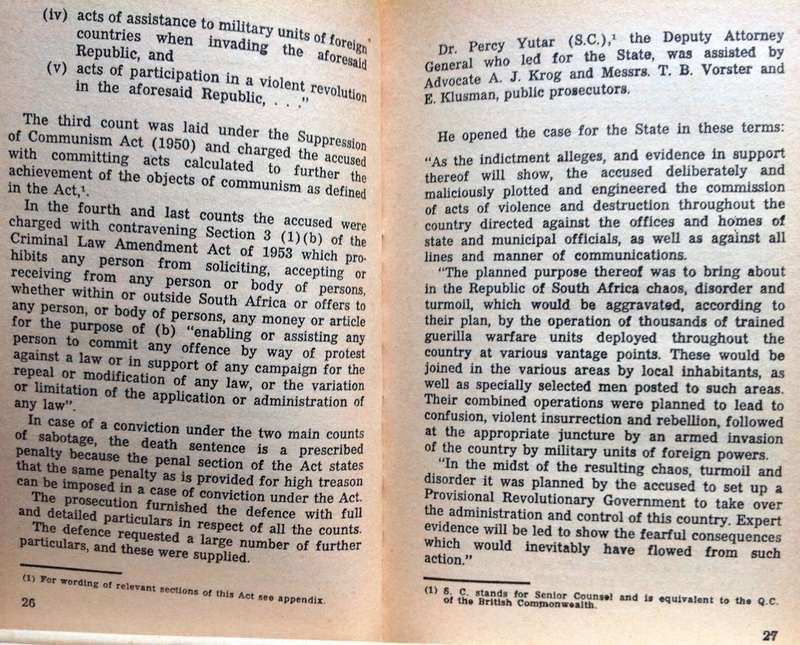 (iv) acts of assistance to military units of foreign
countries when invading the aforesaid
Republic, and
(v) acts of participation in a violent revolution
in the aforesaid Republic, . . ."
The third count was laid under the Suppression
of Communism Act (1950) and charged the accused
with committing acts calculated to further the
achievement of the objects of communism as defined
in the Act,¹.
In the fourth and last counts the accused were
charged with contravening Section 3 (1)(b) of the
Criminal Law Amendment Act of 1953 which pro-
hibits any person from soliciting, accepting or
receiving from any person or body of persons,
whether within or outside South Africa or offers to
any person, or body of persons, any money or article
for the purpose of (b) "enabling or assisting any
person to commit any offence by way of protest
against a law or in support of any campaign for the
repeal or modification of any law, or the variation
or limitation of the application or administration of
any law".
In case of a conviction under the two main counts
of sabotage, the death sentence is a prescribed
penalty because the penal section of the Act states
that the same penalty as is provided for high treason
can be imposed in a case of conviction under the Act.
The prosecution furnished the defence with full
and detailed particulars in respect of all the counts.
The defence requested a large number of further
particulars, and these were supplied.
(1) For wording of relevant sections of this Act see appendix.
26
Dr. Percy Yutar (S.C.),¹ the Deputy Attorney
General who led for the State, was assisted by
Advocate A. J. Krog and Messrs. T. B. Vorster and
E. Klusman, public prosecutors.
He opened the case for the State in these terms:
"As the indictment alleges, and evidence in support
thereof will show, the accused deliberately and
maliciously plotted and engineered the commission
of acts of violence and destruction throughout the
country directed against the offices and homes of
state and municipal officials, as well as against all
lines and manner of communications.
"The planned purpose thereof was to bring about
in the Republic of South Africa chaos, disorder and
turmoil, which would be aggravated, according to
their plan, by the operation of thousands of trained
guerilla warfare units deployed throughout the
country at various vantage points. These would be
joined in the various areas by local inhabitants, as
well as specially selected men posted to such areas.
Their combined operations were planned to lead to
confusion, violent insurrection and rebellion, followed
at the appropriate juncture by an armed invasion
of the country by military units of foreign powers.
"In the midst of the resulting chaos, turmoil and
disorder it was planned by the accused to set up a
Provisional Revolutionary Government to take over
the administration and control of this country. Expert
evidence will be led to show the fearful consequences
which would inevitably have flowed from such
action."
(1) S. C. stands for Senior Counsel and is equivalent to the Q.C.
of the British Commonwealth.
27